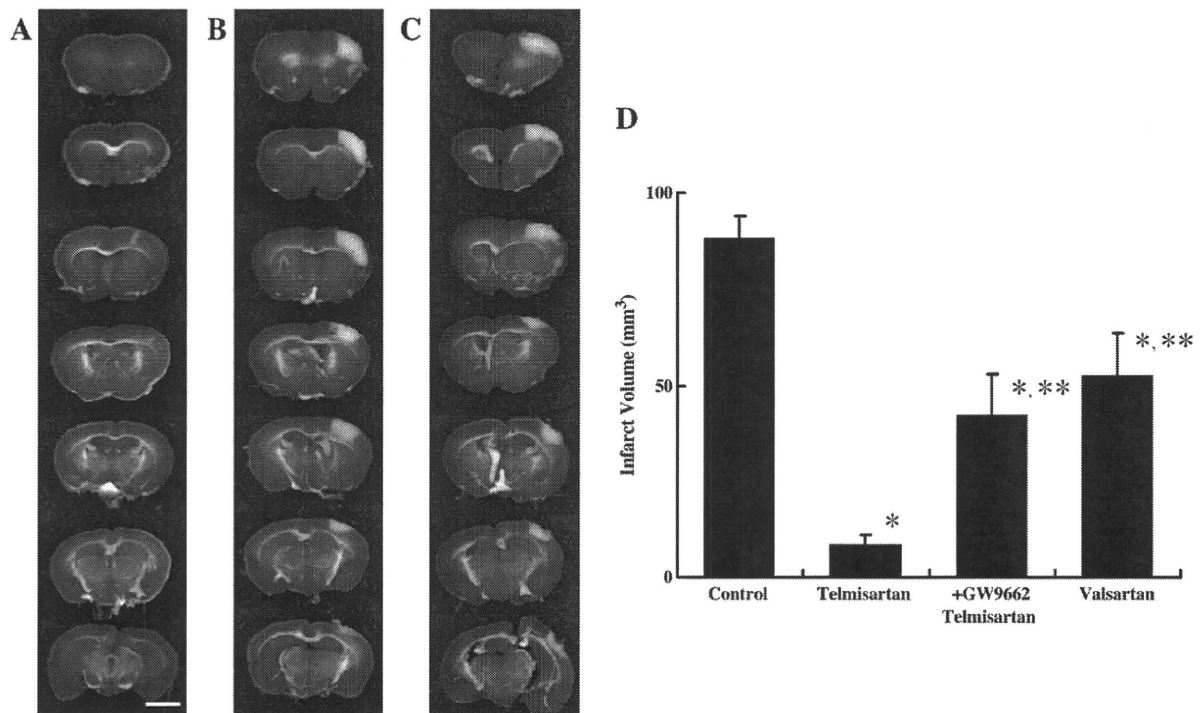 A
B
C
D
100
50
0
Infarct Volume (mm³)
*
*, **
*, **
Control
Telmisartan
+GW9662
Telmisartan
Valsartan